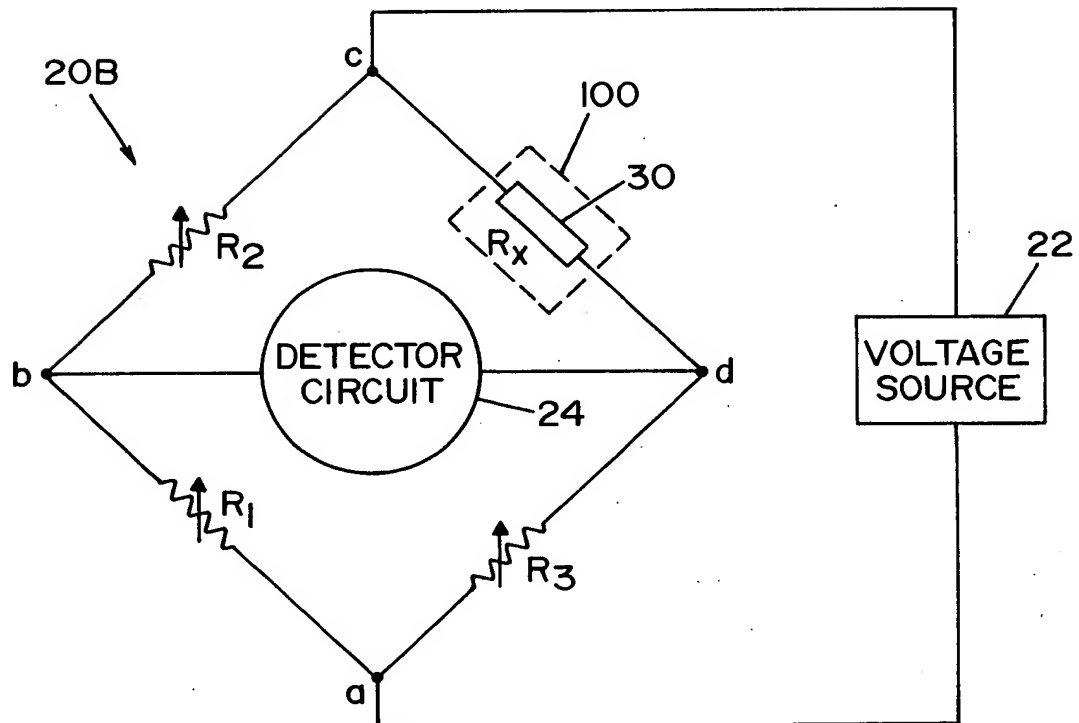 c
20B
100
30
R2
Rx
22
DETECTOR
CIRCUIT
VOLTAGE
SOURCE
b
d
24
R1
R3
a